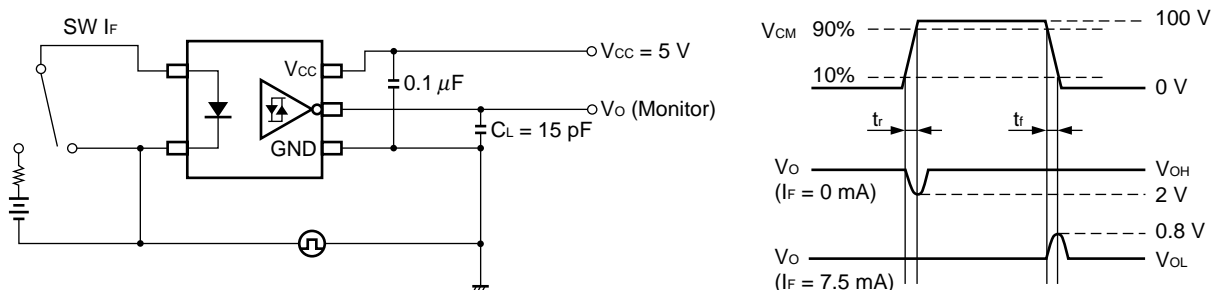 SW IF
VCC
VCC = 5 V
0.1 μF
VO (Monitor)
CL = 15 pF
GND
VCM
90%
10%
100 V
0 V
tr
tf
VO
(IF = 0 mA)
VOH
2 V
0.8 V
VO
(IF = 7.5 mA)
VOL